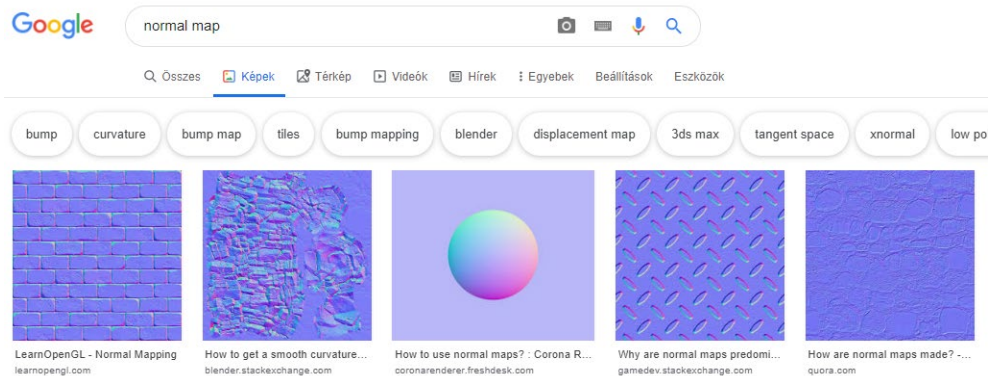 Google normal map
Összes Képek Térkép Videók Hírek Egyebek Beállítások Eszközök
bump curvature bump map tiles bump mapping blender displacement map 3ds max tangent space xnormal low po
LearnOpenGL - Normal Mapping
learnopengl.com
How to get a smooth curvature...
blender.stackexchange.com
How to use normal maps? : Corona R...
coronarenderer.freshdesk.com
Why are normal maps predomi...
gamedev.stackexchange.com
How are normal maps made? -...
quora.com